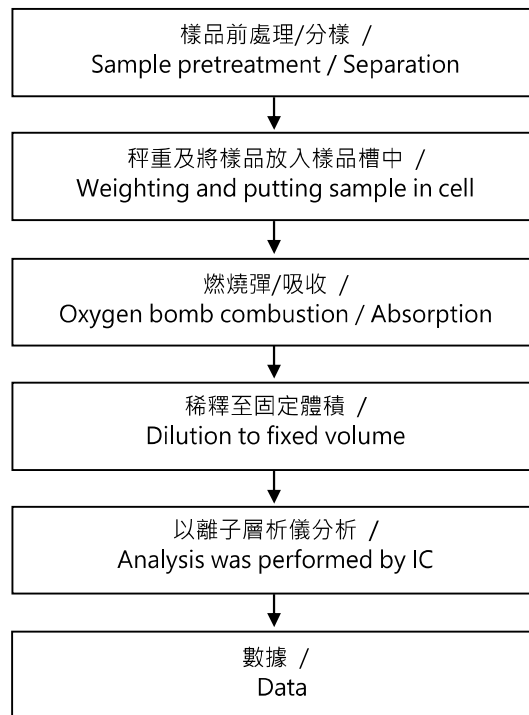 樣品前處理/分樣 /
Sample pretreatment / Separation
秤重及將樣品放入樣品槽中 /
Weighting and putting sample in cell
燃燒彈/吸收 /
Oxygen bomb combustion / Absorption
稀釋至固定體積 /
Dilution to fixed volume
以離子層析儀分析 /
Analysis was performed by IC
數據 /
Data